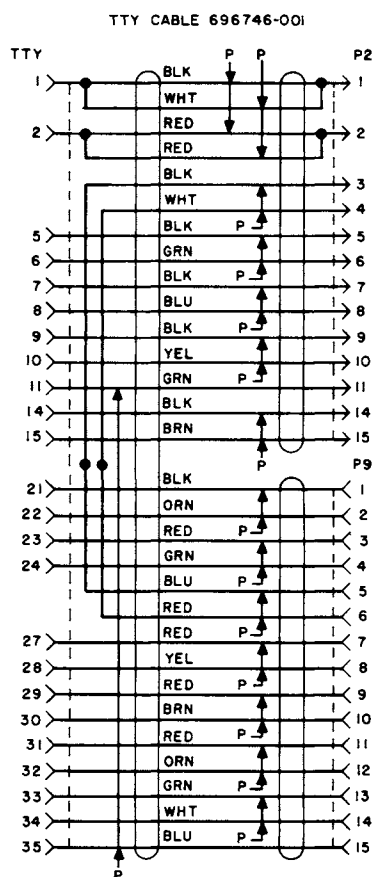 TTY CABLE 696746-001
TTY P P P2
1 BLK 1
WHT
2 RED 2
RED
BLK 3
WHT 4
P
5 BLK 5
6 GRN 6
P
7 BLK 7
8 BLU 8
P
9 BLK 9
10 YEL 10
P
11 GRN 11
14 BLK 14
15 BRN 15
P
P9
21 BLK 1
22 ORN 2
P
23 RED 3
24 GRN 4
P
BLU 5
RED 6
P
27 RED 7
28 YEL 8
P
29 RED 9
30 BRN 10
P
31 RED 11
32 ORN 12
P
33 GRN 13
34 WHT 14
P
35 BLU 15
P